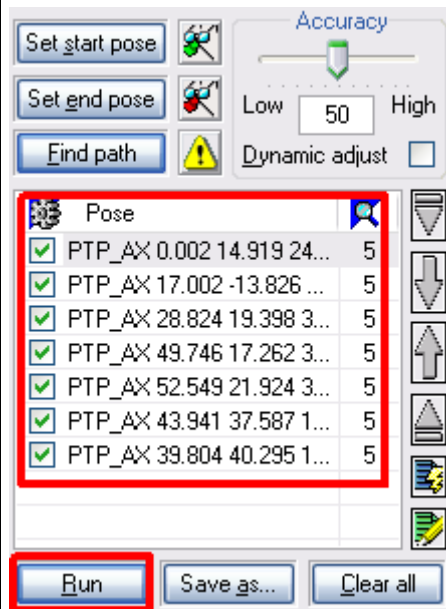 Set start pose
Accuracy
Set end pose
Low 50 High
Find path
Dynamic adjust
Pose
PTP_AX 0.002 14.919 24... 5
PTP_AX 17.002 -13.826 ... 5
PTP_AX 28.824 19.398 3... 5
PTP_AX 49.746 17.262 3... 5
PTP_AX 52.549 21.924 3... 5
PTP_AX 43.941 37.587 1... 5
PTP_AX 39.804 40.295 1... 5
Run Save as... Clear all